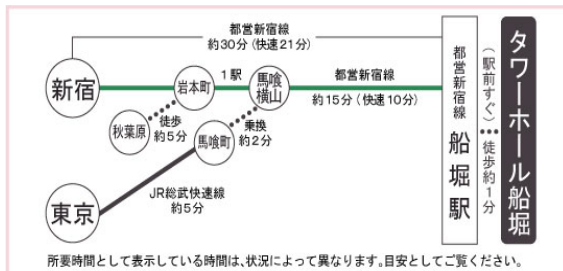 都営新宿線
約30分（快速21分）
新宿
岩本町
1駅
馬喰
横山
都営新宿線
約15分（快速10分）
秋葉原
徒歩
約5分
馬喰町
乗換
約2分
東京
JR総武快速線
約5分
都営新宿線 船堀駅
（駅前すぐ）
徒歩約1分
タワーホール船堀
所要時間として表示している時間は、状況によって異なります。目安としてご覧ください。